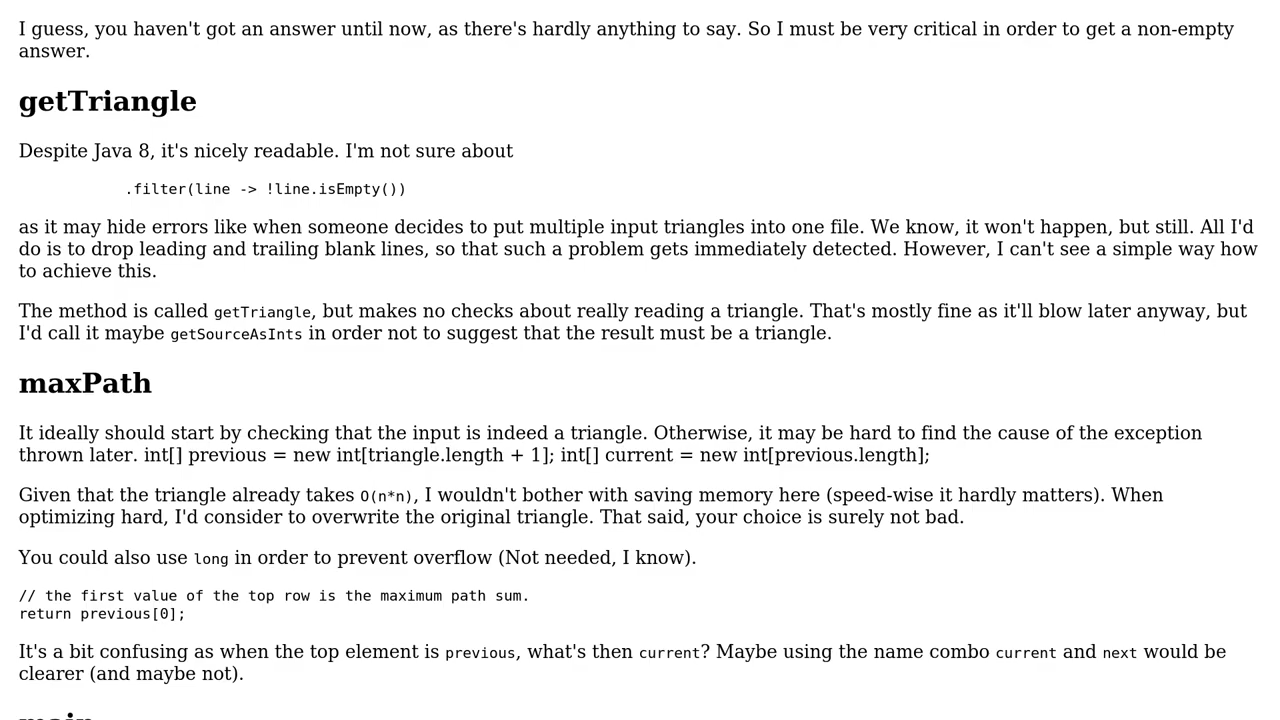 I guess, you haven't got an answer until now, as there's hardly anything to say. So I must be very critical in order to get a non-empty
answer.
getTriangle
Despite Java 8, it's nicely readable. I'm not sure about
.filter(line -> !line.isEmpty())
as it may hide errors like when someone decides to put multiple input triangles into one file. We know, it won't happen, but still. All I'd
do is to drop leading and trailing blank lines, so that such a problem gets immediately detected. However, I can't see a simple way how
to achieve this.
The method is called getTriangle, but makes no checks about really reading a triangle. That's mostly fine as it'll blow later anyway, but
I'd call it maybe getSourceAsInts in order not to suggest that the result must be a triangle.
maxPath
It ideally should start by checking that the input is indeed a triangle. Otherwise, it may be hard to find the cause of the exception
thrown later. int[] previous = new int[triangle.length + 1]; int[] current = new int[previous.length];
Given that the triangle already takes O(n*n), I wouldn't bother with saving memory here (speed-wise it hardly matters). When
optimizing hard, I'd consider to overwrite the original triangle. That said, your choice is surely not bad.
You could also use long in order to prevent overflow (Not needed, I know).
// the first value of the top row is the maximum path sum.
return previous[0];
It's a bit confusing as when the top element is previous, what's then current? Maybe using the name combo current and next would be
clearer (and maybe not).
main